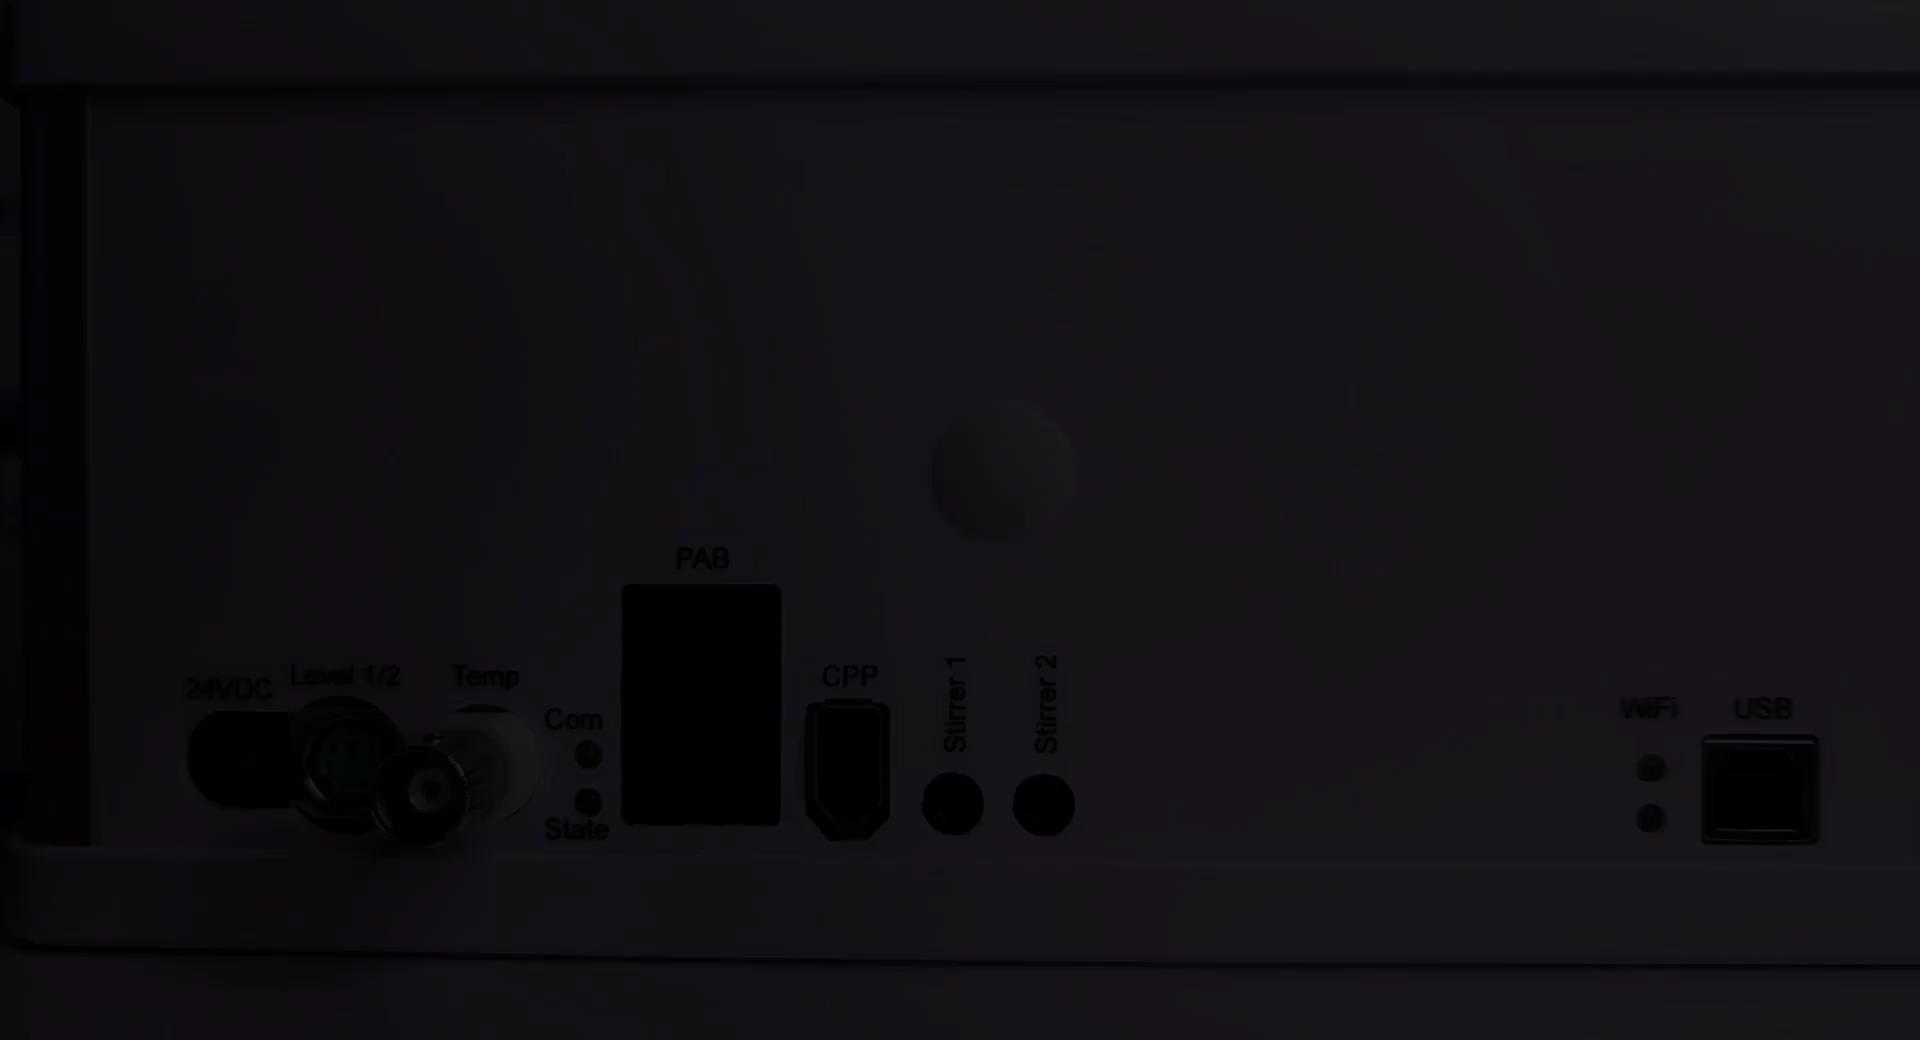 PAB
24VDC
Level 1/2
Temp
Com
State
CPP
Stirrer 1
Stirrer 2
WiFi
USB